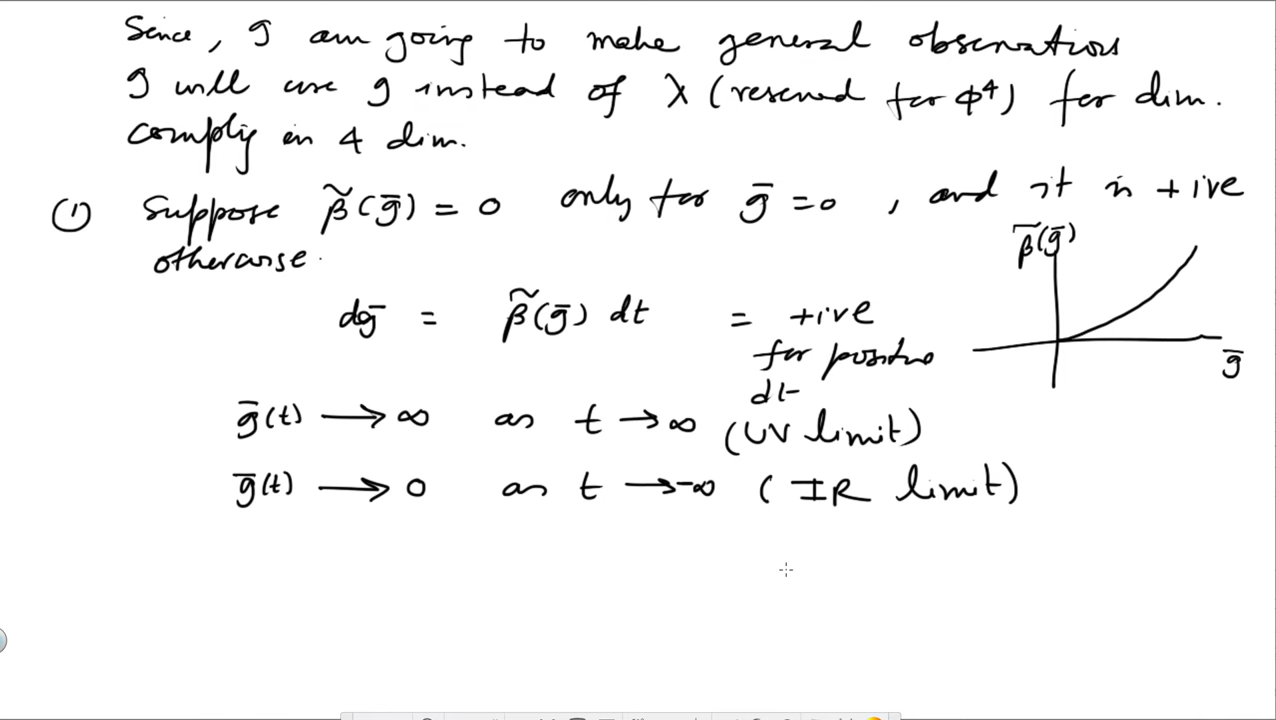 Since, I am going to make general observations
I will use g instead of λ (reserved for φ⁴) for dim.
comply in 4 dim.
① Suppose β̃(ḡ) = 0 only for ḡ = 0, and it is +ive
otherwise.
β̃(ḡ)
dḡ = β̃(ḡ) dt = +ive
for positive
dt
ḡ
ḡ(t) → ∞ as t → ∞ (UV limit)
ḡ(t) → 0 as t → -∞ (IR limit)